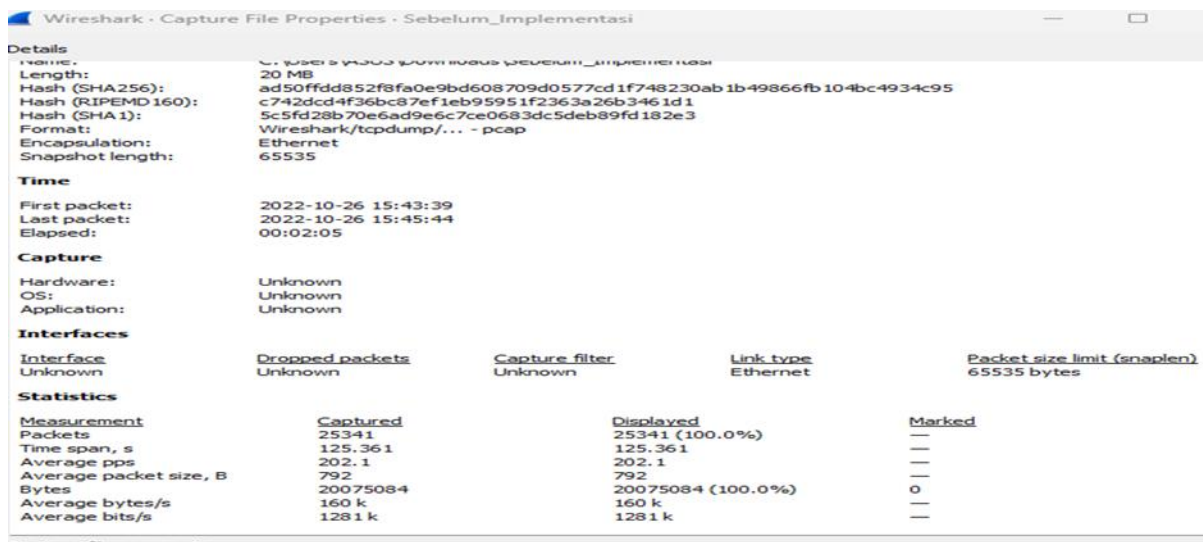 Wireshark · Capture File Properties · Sebelum_Implementasi
Details
Name: C:\Users\ASUS\Downloads\Sebelum_Implementasi
Length: 20 MB
Hash (SHA256): ad50ffdd852f8fa0e9bd608709d0577cd1f748230ab1b49866fb104bc4934c95
Hash (RIPEMD160): c742dcd4f36bc87ef1eb95951f2363a26b3461d1
Hash (SHA1): 5c5fd28b70e6ad9e6c7ce0683dc5deb89fd182e3
Format: Wireshark/tcpdump/... - pcap
Encapsulation: Ethernet
Snapshot length: 65535
Time
First packet: 2022-10-26 15:43:39
Last packet: 2022-10-26 15:45:44
Elapsed: 00:02:05
Capture
Hardware: Unknown
OS: Unknown
Application: Unknown
Interfaces
Interface Dropped packets Capture filter Link type Packet size limit (snaplen)
Unknown Unknown Unknown Ethernet 65535 bytes
Statistics
Measurement Captured Displayed Marked
Packets 25341 25341 (100.0%) —
Time span, s 125.361 125.361 —
Average pps 202.1 202.1 —
Average packet size, B 792 792 —
Bytes 20075084 20075084 (100.0%) 0
Average bytes/s 160 k 160 k —
Average bits/s 1281 k 1281 k —